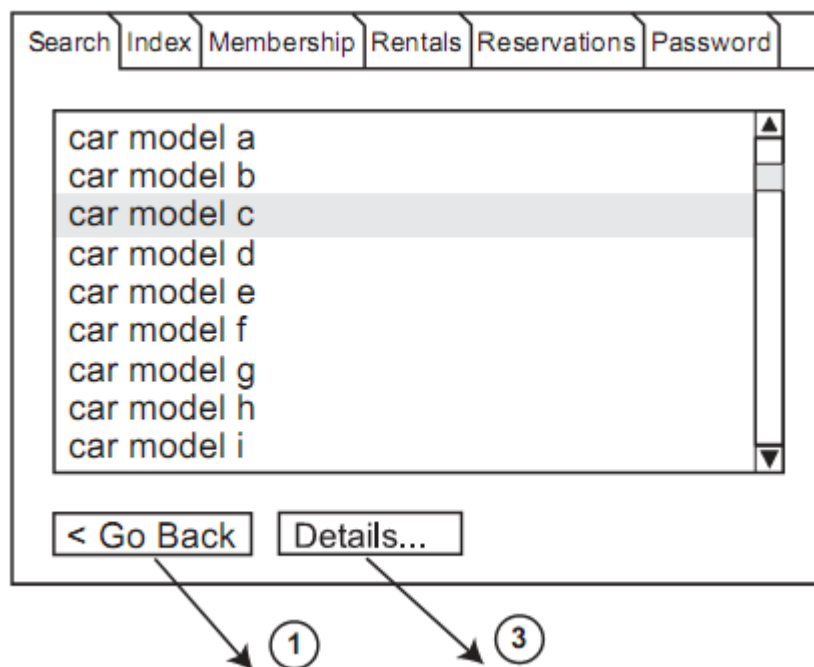 Search Index Membership Rentals Reservations Password
car model a
car model b
car model c
car model d
car model e
car model f
car model g
car model h
car model i
< Go Back Details...
1 3